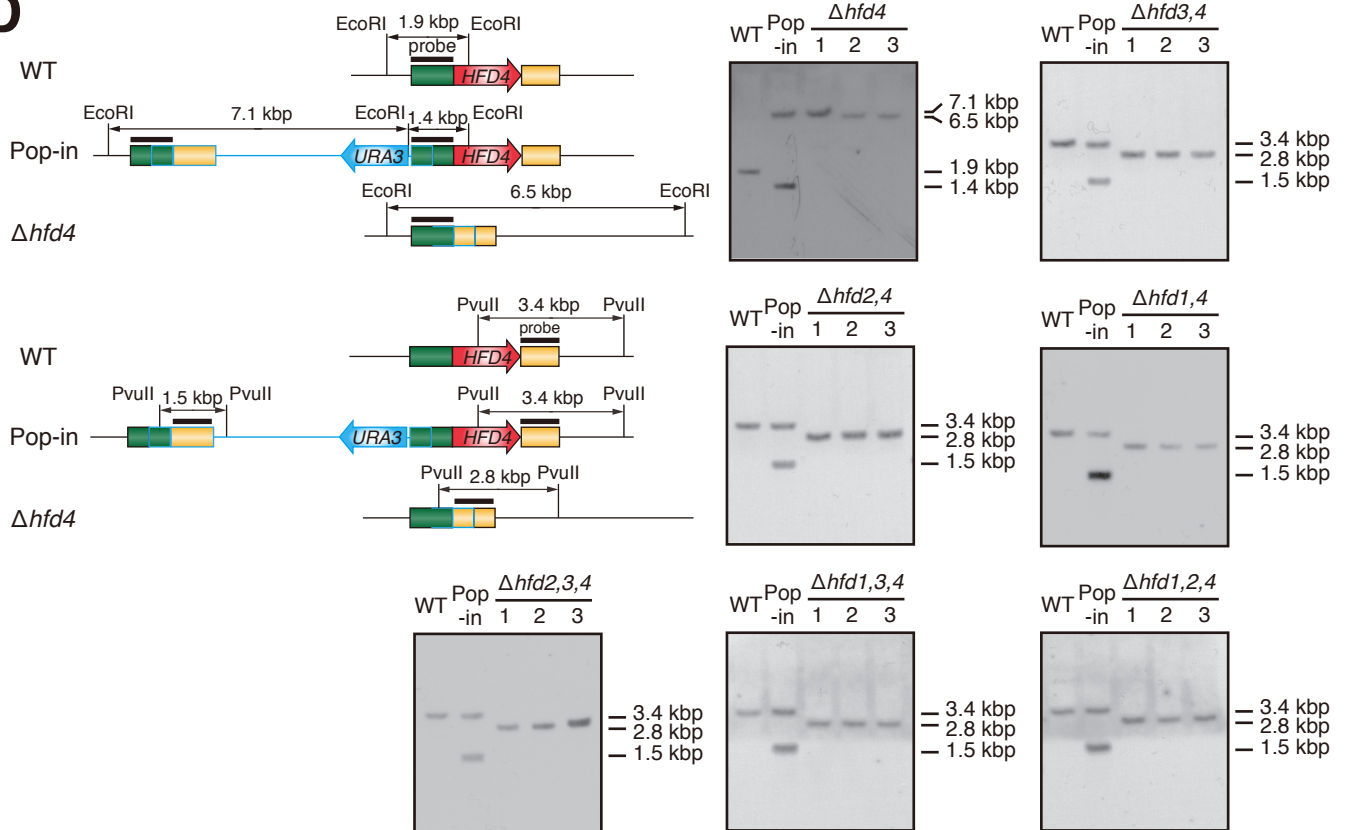 D
EcoRI 1.9 kbp EcoRI
probe
WT
HFD4
EcoRI 7.1 kbp EcoRI 1.4 kbp EcoRI
Pop-in
URA3 HFD4
EcoRI 6.5 kbp EcoRI
Δhfd4
PvuII 3.4 kbp PvuII
probe
WT
HFD4
PvuII 1.5 kbp PvuII PvuII 3.4 kbp PvuII
Pop-in
URA3 HFD4
PvuII 2.8 kbp PvuII
Δhfd4
WT Pop-in Δhfd4
1 2 3
7.1 kbp
6.5 kbp
1.9 kbp
1.4 kbp
WT Pop-in Δhfd3,4
1 2 3
3.4 kbp
2.8 kbp
1.5 kbp
WT Pop-in Δhfd2,4
1 2 3
3.4 kbp
2.8 kbp
1.5 kbp
WT Pop-in Δhfd1,4
1 2 3
3.4 kbp
2.8 kbp
1.5 kbp
WT Pop-in Δhfd2,3,4
1 2 3
3.4 kbp
2.8 kbp
1.5 kbp
WT Pop-in Δhfd1,3,4
1 2 3
3.4 kbp
2.8 kbp
1.5 kbp
WT Pop-in Δhfd1,2,4
1 2 3
3.4 kbp
2.8 kbp
1.5 kbp